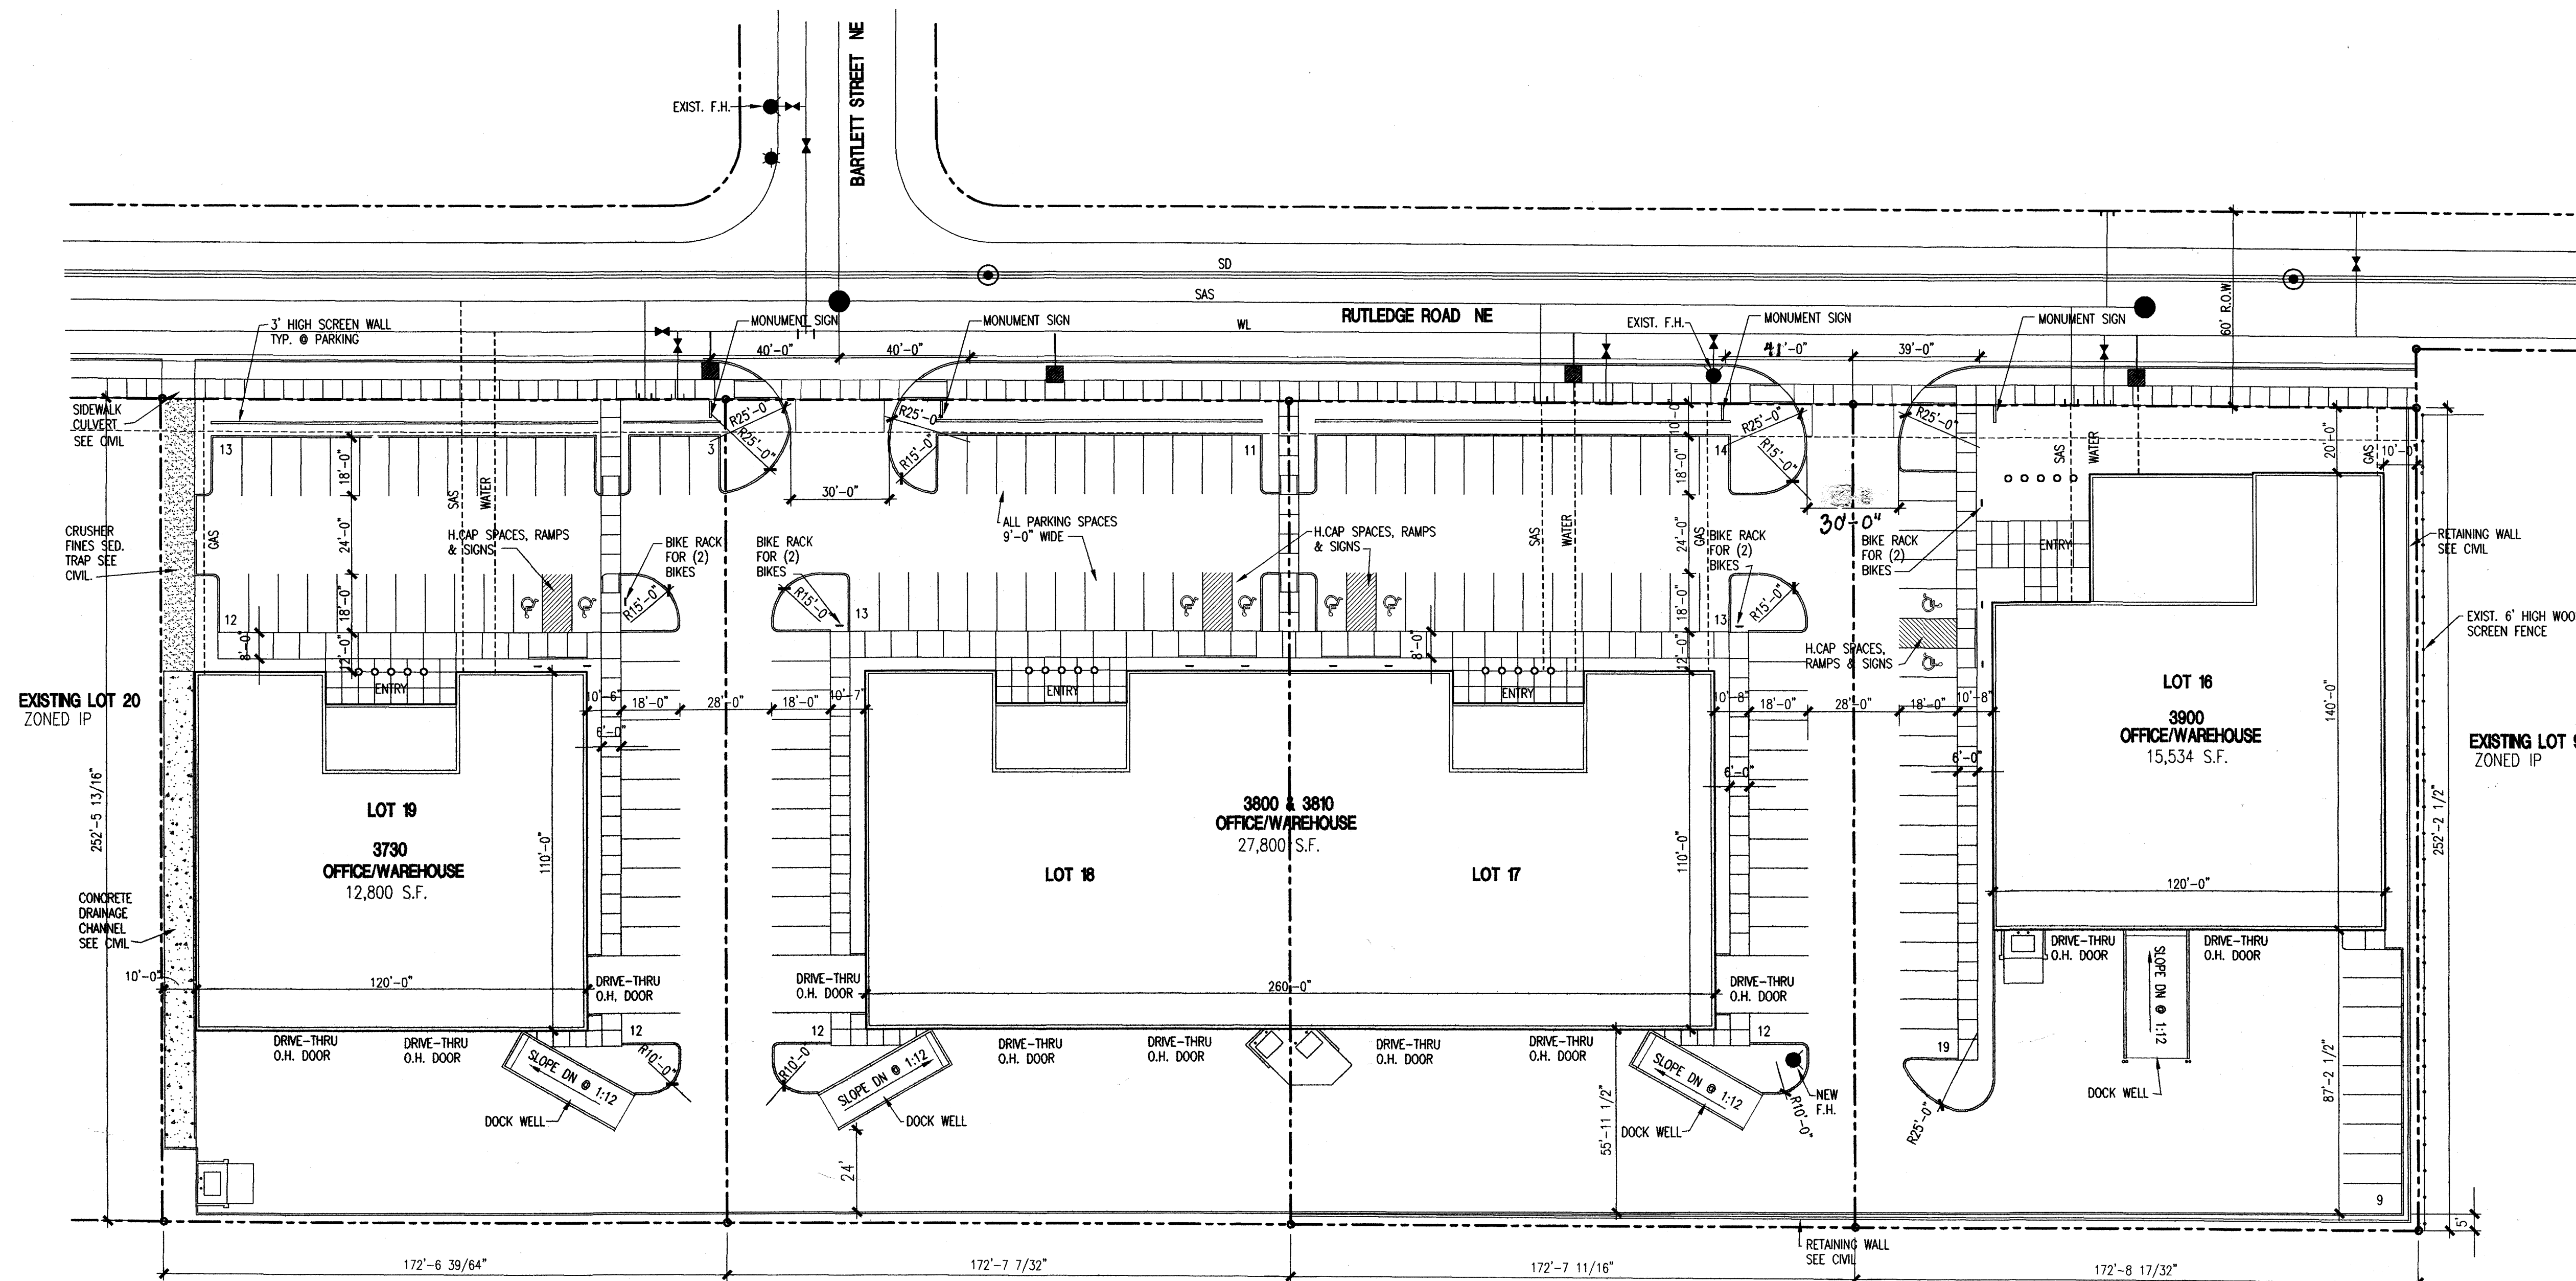 BARTLETT STREET NE
EXIST. F.H.
SD
SAS
RUTLEDGE ROAD NE
WL
60' R.O.W.
3' HIGH SCREEN WALL
TYP. @ PARKING
MONUMENT SIGN
MONUMENT SIGN
EXIST. F.H.
MONUMENT SIGN
MONUMENT SIGN
40'-0"
40'-0"
41'-0"
39'-0"
SIDEWALK
CULVERT
SEE CIVIL
R25'-0
R25'-0"
R25'-0
R15'-0"
10'-0"
R25'-0"
R15'-0"
R25'-0"
20'-0"
10'-0"
13
3
11
14
18'-0"
SAS
WATER
30'-0"
18'-0"
30'-0"
SAS
WATER
GAS
CRUSHER
FINES SED.
TRAP SEE
CIVIL.
GAS
24'-0"
H.CAP SPACES, RAMPS
& SIGNS
BIKE RACK
FOR (2)
BIKES
BIKE RACK
FOR (2)
BIKES
ALL PARKING SPACES
9'-0" WIDE
H.CAP SPACES, RAMPS
& SIGNS
SAS
WATER
24'-0"
GAS
BIKE RACK
FOR (2)
BIKES
BIKE RACK
FOR (2)
BIKES
ENTRY
RETAINING WALL
SEE CIVIL
12
18'-0"
8'-0"
12'-0"
R15'-0"
R15'-0
13
18'-0"
8'-0"
12'-0"
13
R15'-0"
H.CAP SPACES,
RAMPS & SIGNS
EXIST. 6' HIGH WOO
SCREEN FENCE
EXISTING LOT 20
ZONED IP
ENTRY
10'-6"
18'-0"
28'-0"
18'-0"
10'-7"
ENTRY
ENTRY
10'-8"
18'-0"
28'-0"
18'-0"
10'-8"
LOT 16
3900
OFFICE/WAREHOUSE
15,534 S.F.
140'-0"
EXISTING LOT 9
ZONED IP
6'-0"
6'-0"
6'-0"
252'-5 13/16"
252'-2 1/2"
LOT 19
3730
OFFICE/WAREHOUSE
12,800 S.F.
110'-0"
3800 & 3810
OFFICE/WAREHOUSE
27,800 S.F.
LOT 18
LOT 17
110'-0"
120'-0"
CONCRETE
DRAINAGE
CHANNEL
SEE CIVIL
10'-0"
120'-0"
DRIVE-THRU
O.H. DOOR
DRIVE-THRU
O.H. DOOR
260'-0"
DRIVE-THRU
O.H. DOOR
DRIVE-THRU
O.H. DOOR
SLOPE DN @ 1:12
DRIVE-THRU
O.H. DOOR
DRIVE-THRU
O.H. DOOR
DRIVE-THRU
O.H. DOOR
12
R10'-0"
SLOPE DN @ 1:12
DOCK WELL
12
R10'-0
SLOPE DN @ 1:12
DOCK WELL
DRIVE-THRU
O.H. DOOR
DRIVE-THRU
O.H. DOOR
DRIVE-THRU
O.H. DOOR
DRIVE-THRU
O.H. DOOR
SLOPE DN @ 1:12
DOCK WELL
12
NEW
F.H.
R10'-0"
19
R25'-0"
DOCK WELL
87'-2 1/2"
55'-11 1/2"
24'
9
5'
RETAINING WALL
SEE CIVIL
172'-6 39/64"
172'-7 7/32"
172'-7 11/16"
172'-8 17/32"